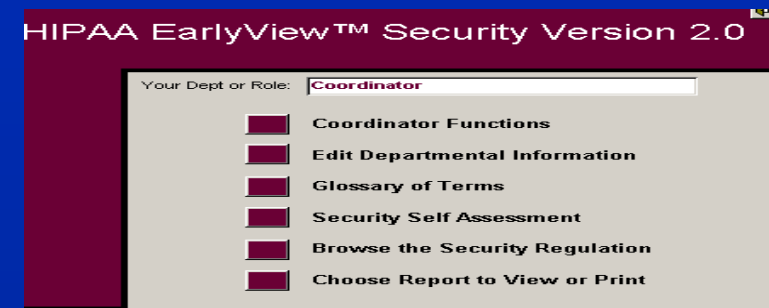 HIPAA EarlyView™ Security Version 2.0
Your Dept or Role: Coordinator
Coordinator Functions
Edit Departmental Information
Glossary of Terms
Security Self Assessment
Browse the Security Regulation
Choose Report to View or Print